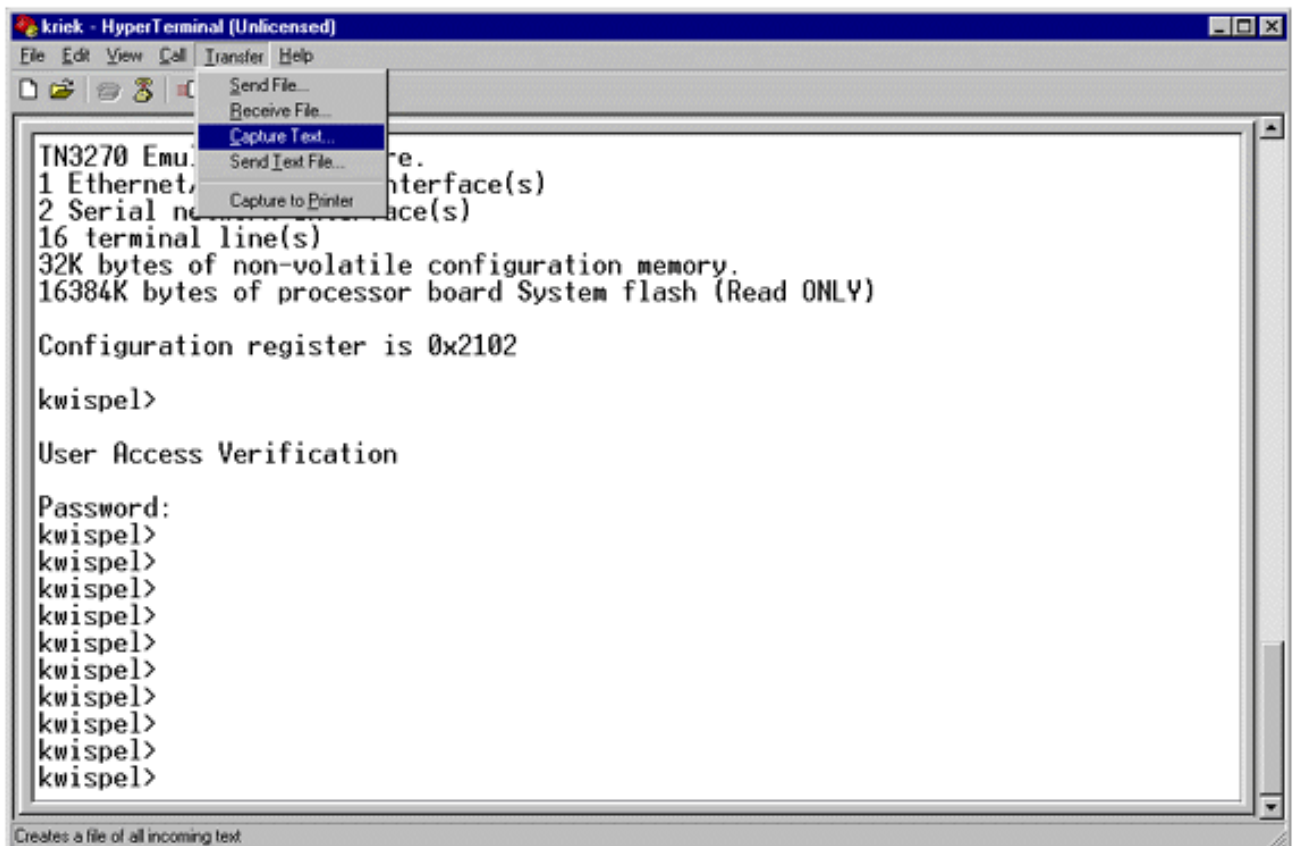 kriek - HyperTerminal (Unlicensed)
File Edit View Call Transfer Help
Send File...
Receive File...
Capture Text...
Send Text File...
Capture to Printer
TN3270 Emu re.
1 Ethernet/ nterface(s)
2 Serial ace(s)
16 terminal line(s)
32K bytes of non-volatile configuration memory.
16384K bytes of processor board System flash (Read ONLY)
Configuration register is 0x2102
kwispel>
User Access Verification
Password:
kwispel>
kwispel>
kwispel>
kwispel>
kwispel>
kwispel>
kwispel>
kwispel>
kwispel>
kwispel>
Creates a file of all incoming text